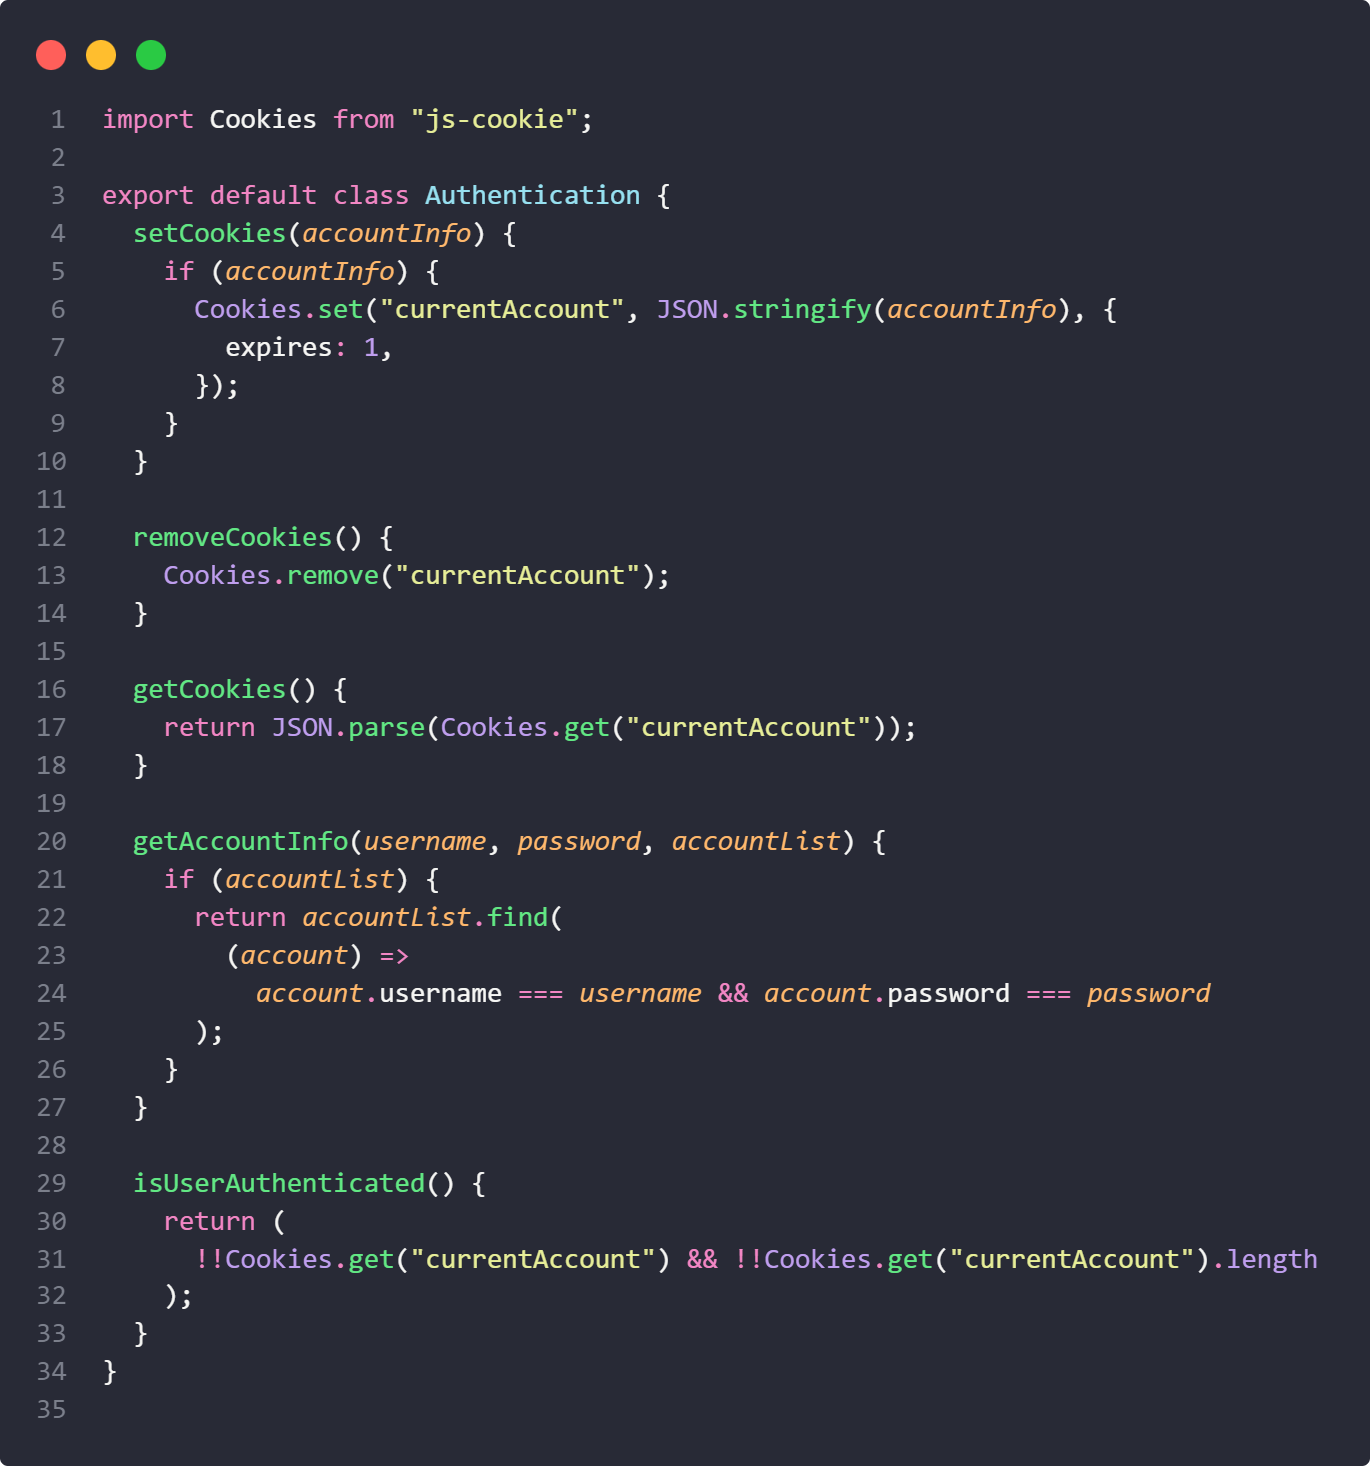 1 import Cookies from "js-cookie";
2
3 export default class Authentication {
4   setCookies(accountInfo) {
5     if (accountInfo) {
6       Cookies.set("currentAccount", JSON.stringify(accountInfo), {
7         expires: 1,
8       });
9     }
10   }
11
12   removeCookies() {
13     Cookies.remove("currentAccount");
14   }
15
16   getCookies() {
17     return JSON.parse(Cookies.get("currentAccount"));
18   }
19
20   getAccountInfo(username, password, accountList) {
21     if (accountList) {
22       return accountList.find(
23         (account) =>
24           account.username === username && account.password === password
25       );
26     }
27   }
28
29   isUserAuthenticated() {
30     return (
31       !!Cookies.get("currentAccount") && !!Cookies.get("currentAccount").length
32     );
33   }
34 }
35